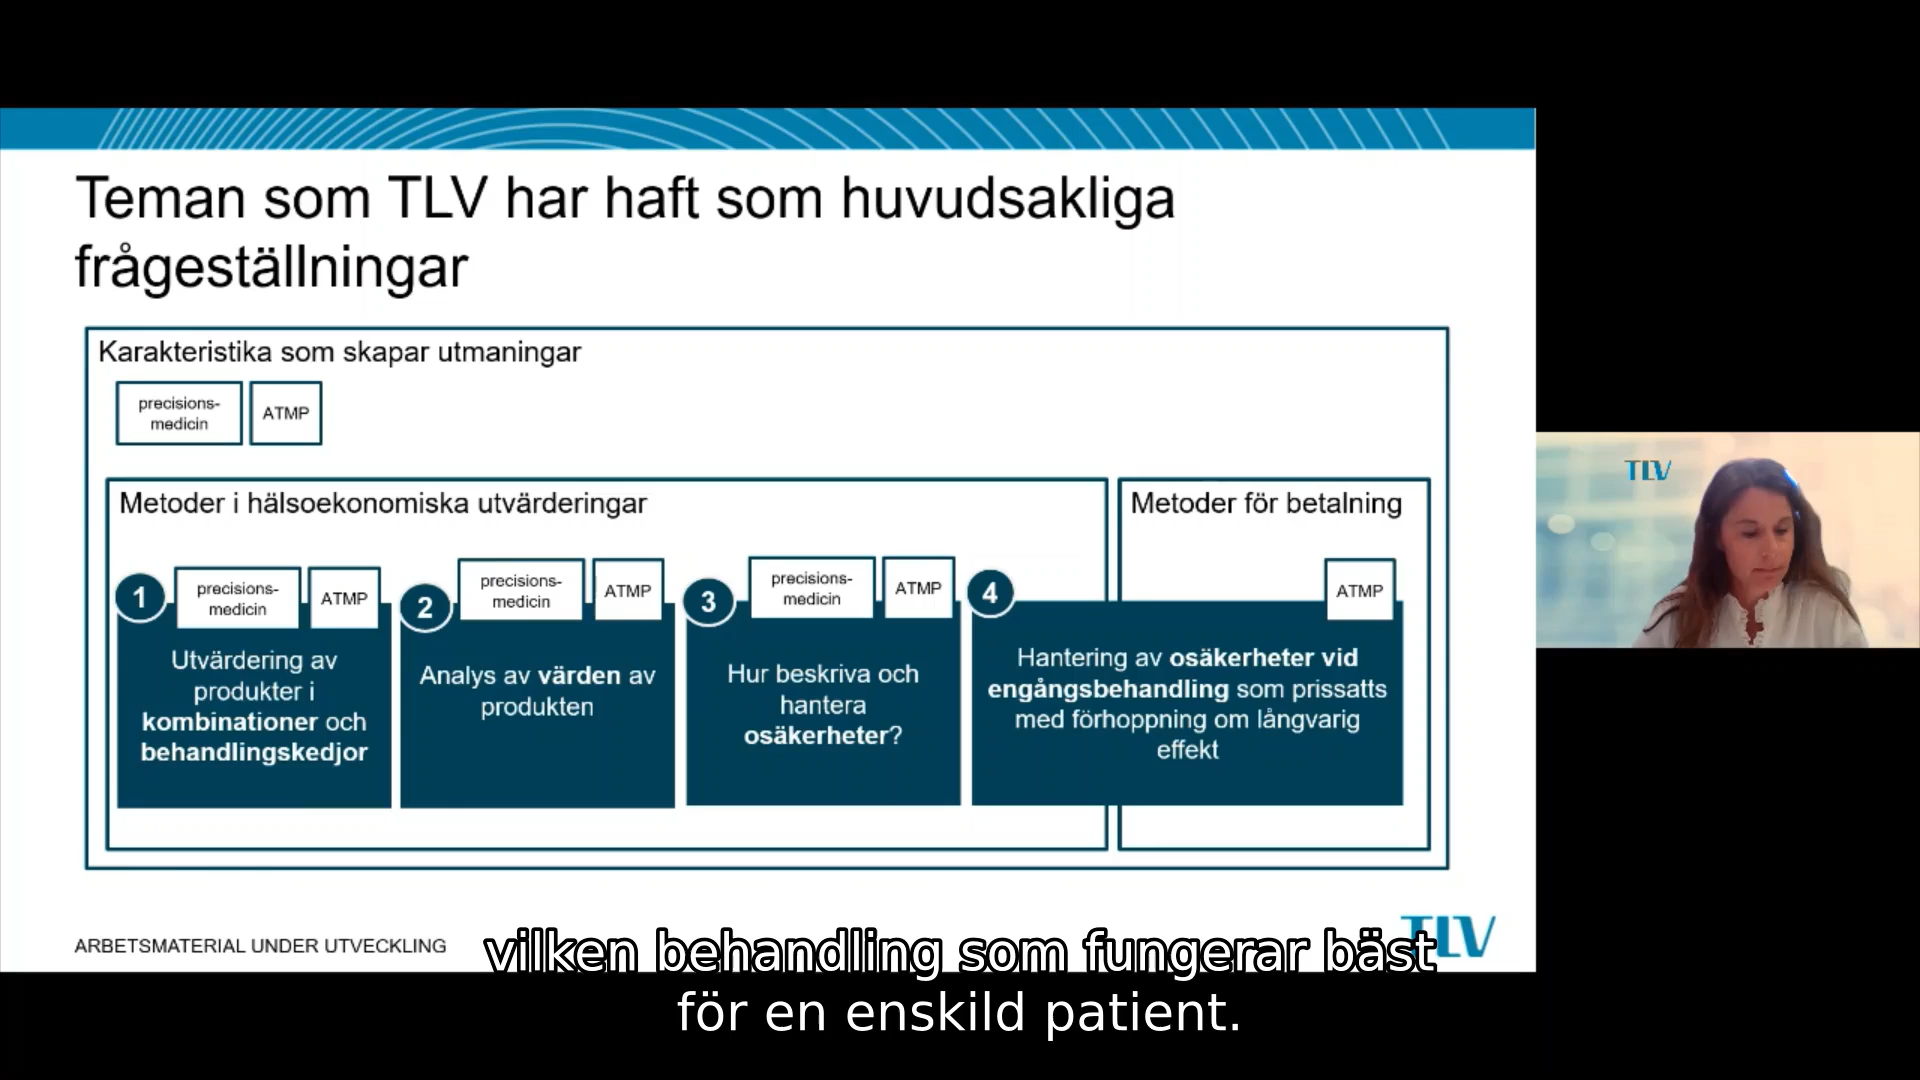 Teman som TLV har haft som huvudsakliga
frågeställningar
Karakteristika som skapar utmaningar
precisions-
medicin
ATMP
Metoder i hälsoekonomiska utvärderingar
Metoder för betalning
1
precisions-
medicin
ATMP
Utvärdering av
produkter i
kombinationer och
behandlingskedjor
2
precisions-
medicin
ATMP
Analys av värden av
produkten
3
precisions-
medicin
ATMP
Hur beskriva och
hantera
osäkerheter?
4
ATMP
Hantering av osäkerheter vid
engångsbehandling som prissatts
med förhoppning om långvarig
effekt
TLV
ARBETSMATERIAL UNDER UTVECKLING
TLV
vilken behandling som fungerar bäst
för en enskild patient.